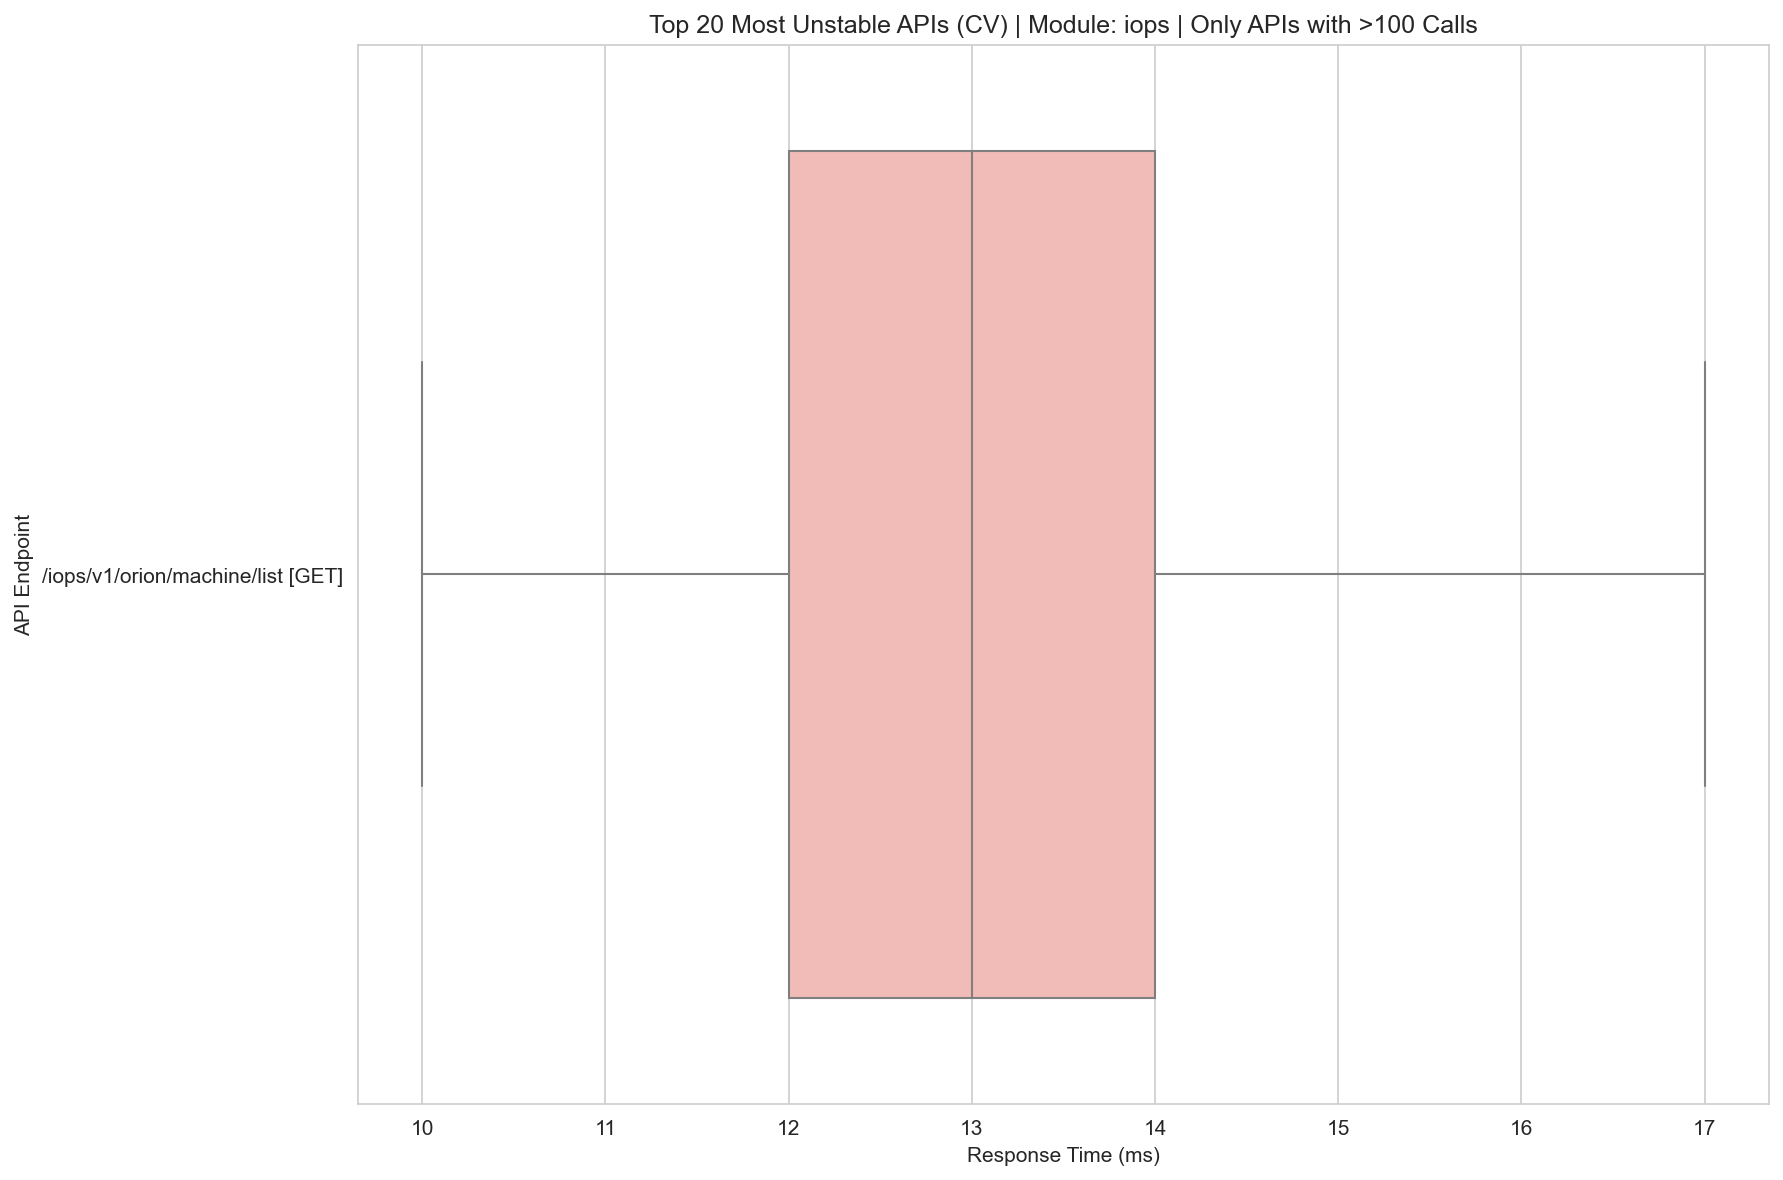 Top 20 Most Unstable APIs (CV) | Module: iops | Only APIs with >100 Calls
API Endpoint
/iops/v1/orion/machine/list [GET]
10 11 12 13 14 15 16 17
Response Time (ms)